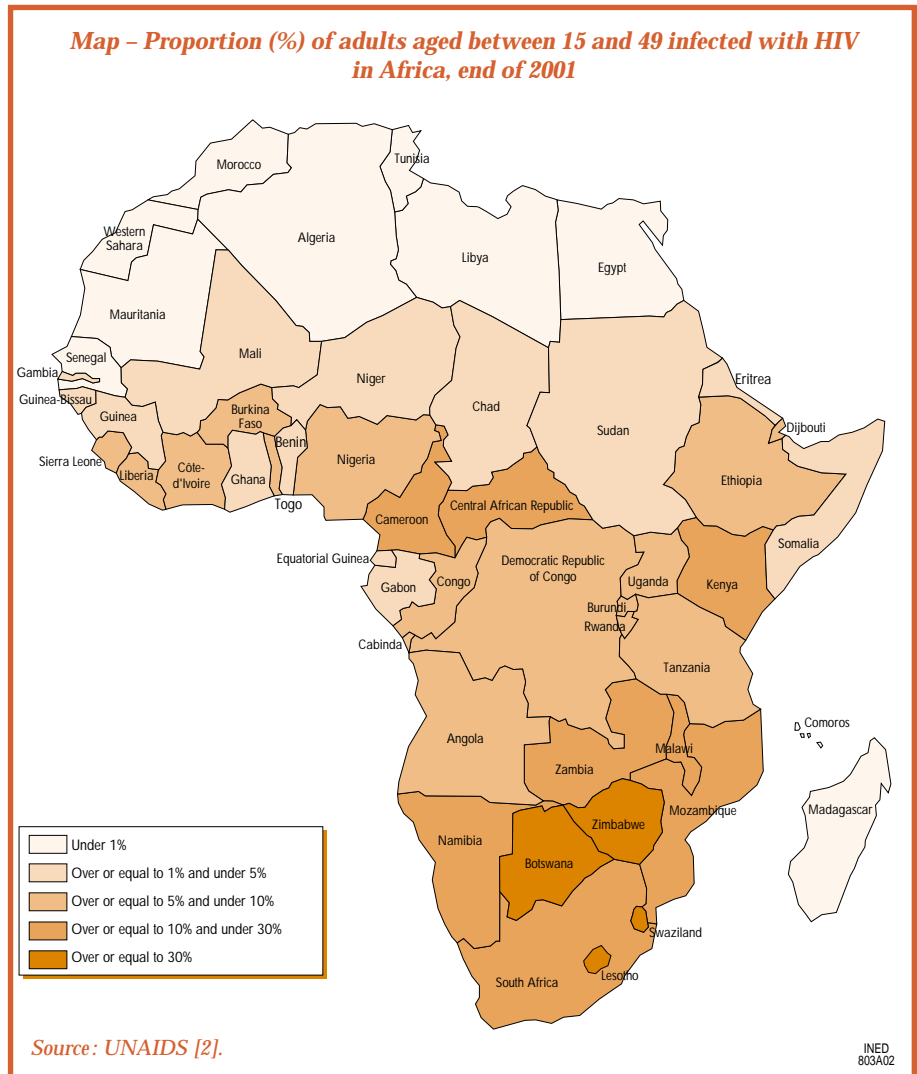 Map – Proportion (%) of adults aged between 15 and 49 infected with HIV
in Africa, end of 2001
Morocco
Tunisia
Western
Sahara
Algeria
Libya
Egypt
Mauritania
Senegal
Mali
Gambia
Niger
Eritrea
Guinea-Bissau
Chad
Guinea
Burkina
Faso
Sudan
Djibouti
Benin
Nigeria
Sierra Leone
Liberia
Côte-
d'Ivoire
Ghana
Ethiopia
Togo
Cameroon
Central African Republic
Somalia
Equatorial Guinea
Democratic Republic
of Congo
Gabon
Congo
Uganda
Kenya
Burundi
Rwanda
Cabinda
Tanzania
Comoros
Angola
Malawi
Zambia
Mozambique
Madagascar
Zimbabwe
Namibia
Botswana
Swaziland
Lesotho
South Africa
Under 1%
Over or equal to 1% and under 5%
Over or equal to 5% and under 10%
Over or equal to 10% and under 30%
Over or equal to 30%
Source : UNAIDS [2].
INED
803A02